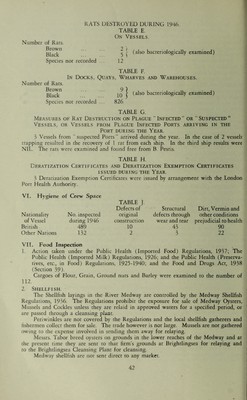 RATS DESTROYED DURING 1946.
TABLE E.
On Vessels.
Number of Rats.
Brown ... 2 } (also bacteriologically examined)
Black ... 5
Species not recorded ... 12
TABLE F.
In Docks, Quays, Wharves and Warehouses.
Number of Rats.
Brown ... 9 } (also bacteriologically examined)
Black ... 10
Species not recorded ... 826
TABLE G.
Measures of Rat Destruction on Plague "Infected" or "Suspected"
Vessels, or Vessels from Plague Infected Ports arriving in the
Port during the Year.
5 Vessels from "suspected Ports" arrived during the year. In the case of 2 vessels
trapping resulted in the recovery of 1 rat from each ship. In the third ship results were
NIL. The rats were examined and found free from B. Pestis.
TABLE H.
Deratization Certificates and Deratization Exemption Certificates
issued during the year.
3 Deratization Exemption Certificates were issued by arrangement with the London
Port Health Authority.
VI. Hygiene of Crew Space
TABLE J.
Defects of Structural Dirt, Vermin and
Nationality No. inspected original defects through other conditions
of Vessel during 1946 construction wear and tear prejudicial to health
British 489 10 43 90
Other Nations 132 2 3 22
VII. Food Inspection
1. Action taken under the Public Health (Imported Food) Regulations, 1937; The
Public Health (Imported Milk) Regulations, 1926; and the Public Health (Preserva-
tives, etc., in Food) Regulations, 1925-1940; and the Food and Drugs Act, 1938
(Section 39).
Cargoes of Flour, Grain, Ground nuts and Barley were examined to the number of
112.
2. Shellfish.
The Shellfish layings in the River Medway are controlled by the Medway Shellfish
Regulations, 1936. The Regulations prohibit the exposure for sale of Medway Oysters,
Mussels and Cockles unless they are relaid in approved waters for a specified period, or
are passed through a cleansing plant.
Periwinkles are not covered by the Regulations and the local shellfish gatherers and
fishermen collect them for sale. The trade however is not large. Mussels are not gathered
owing to the expense involved in sending them away for relaying.
Messrs. Tabor breed oysters on grounds in the lower reaches of the Medway and at
the present time they are sent to that firm's grounds at Brightlingsea for relaying and
to the Brightlingsea Cleansing Plant for cleansing.
Medway shellfish are not sent direct to any market.
42